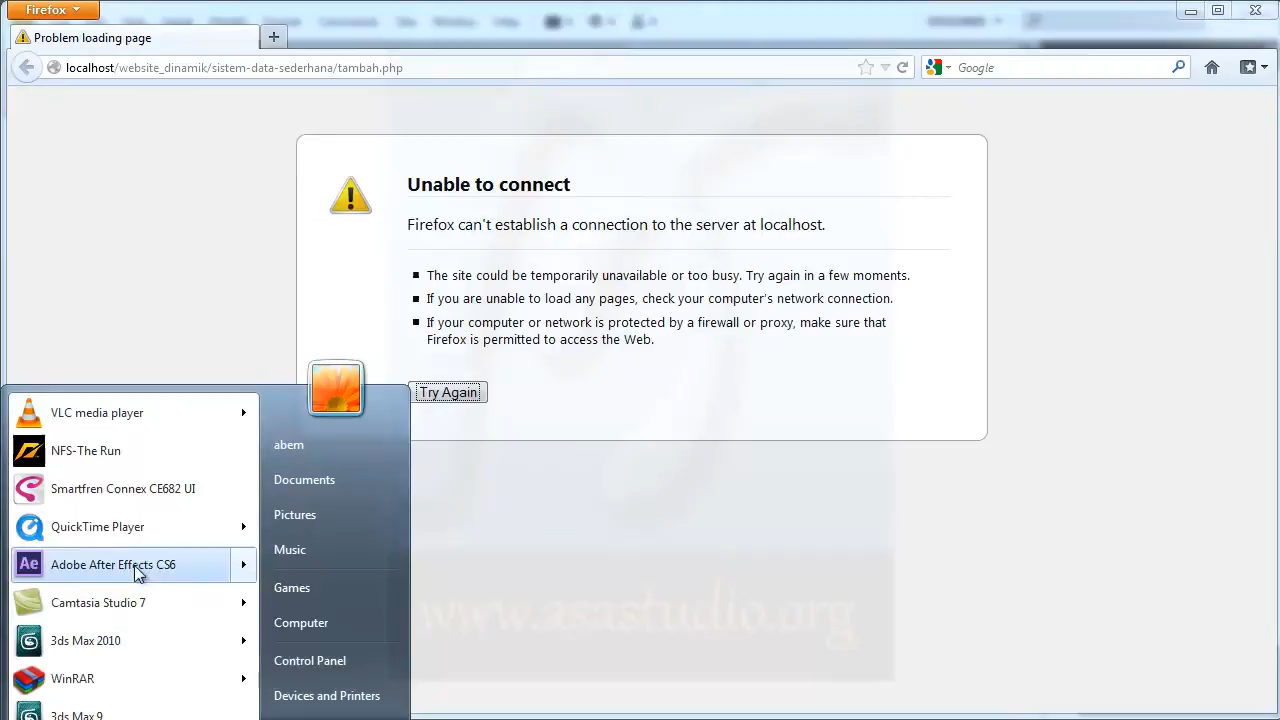 Firefox
Problem loading page
localhost/website_dinamik/sistem-data-sederhana/tambah.php
Google
Unable to connect
Firefox can't establish a connection to the server at localhost.
The site could be temporarily unavailable or too busy. Try again in a few moments.
If you are unable to load any pages, check your computer's network connection.
If your computer or network is protected by a firewall or proxy, make sure that
Firefox is permitted to access the Web.
Try Again
VLC media player
NFS-The Run
Smartfren Connex CE682 UI
QuickTime Player
Ae Adobe After Effects CS6
Camtasia Studio 7
3ds Max 2010
WinRAR
3ds Max 9
abem
Documents
Pictures
Music
Games
Computer
Control Panel
Devices and Printers